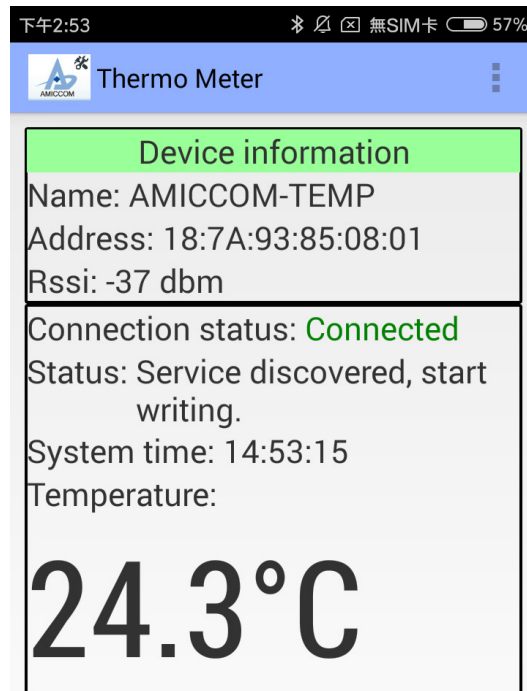 下午2:53 無SIM卡 57%
AMICCOM Thermo Meter
Device information
Name: AMICCOM-TEMP
Address: 18:7A:93:85:08:01
Rssi: -37 dbm
Connection status: Connected
Status: Service discovered, start
writing.
System time: 14:53:15
Temperature:
24.3°C